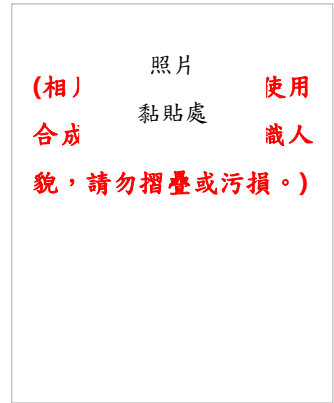 照片
(相 使用
黏貼處
合成 識人
貌，請勿摺疊或污損。)